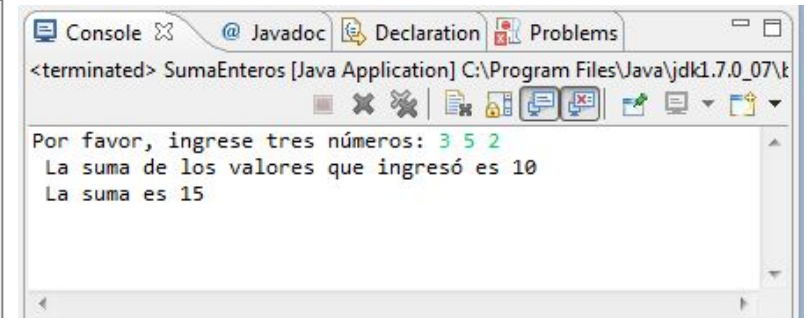 Console @ Javadoc Declaration Problems
<terminated> SumaEnteros [Java Application] C:\Program Files\Java\jdk1.7.0_07\b
Por favor, ingrese tres números: 3 5 2
La suma de los valores que ingresó es 10
La suma es 15